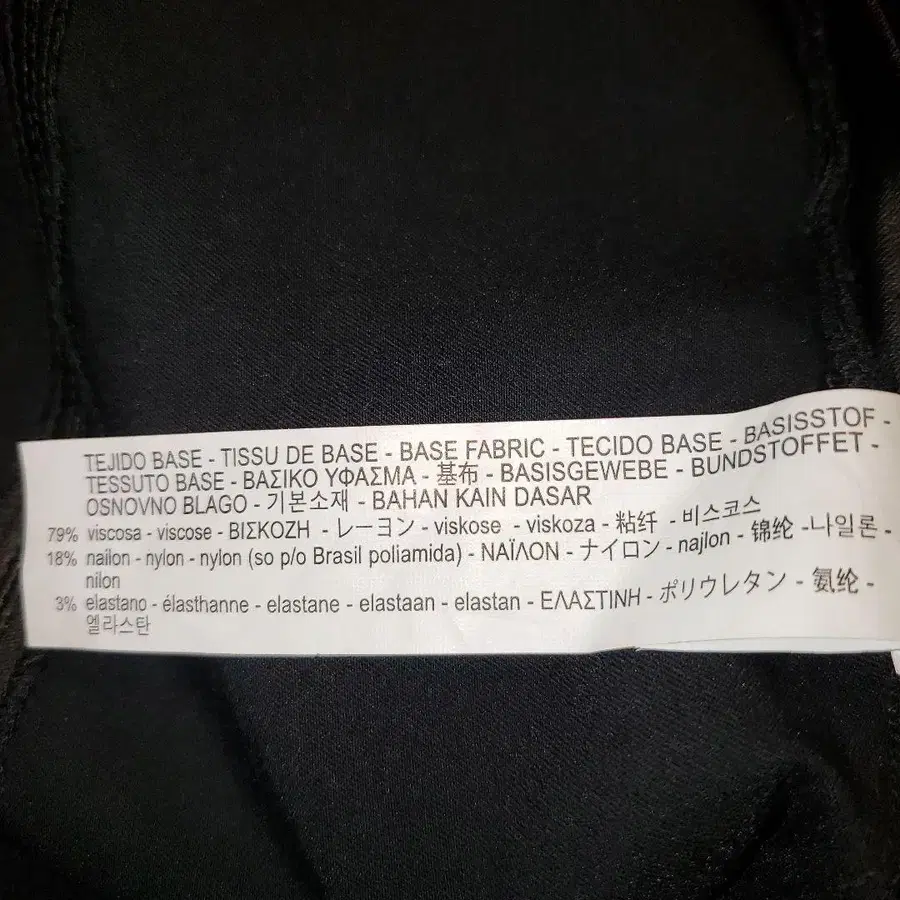 TEJIDO BASE - TISSU DE BASE - BASE FABRIC - TECIDO BASE - BASISSTOF -
TESSUTO BASE - ΒΑΣΙΚΟ ΥΦΑΣΜΑ - 基布 - BASISGEWEBE - BUNDSTOFFET -
OSNOVNO BLAGO - 기본소재 - BAHAN KAIN DASAR
79% viscosa - viscose - ΒΙΣΚΟΖΗ - レーヨン - viskose - viskoza - 粘纤 - 비스코스
18% nailon - nylon - nylon (so p/o Brasil poliamida) - ΝΑΪΛΟΝ - ナイロン - najlon - 锦纶 -나일론 -
nilon
3% elastano - élasthanne - elastane - elastaan - elastan - ΕΛΑΣΤΙΝΗ - ポリウレタン - 氨纶 -
엘라스탄